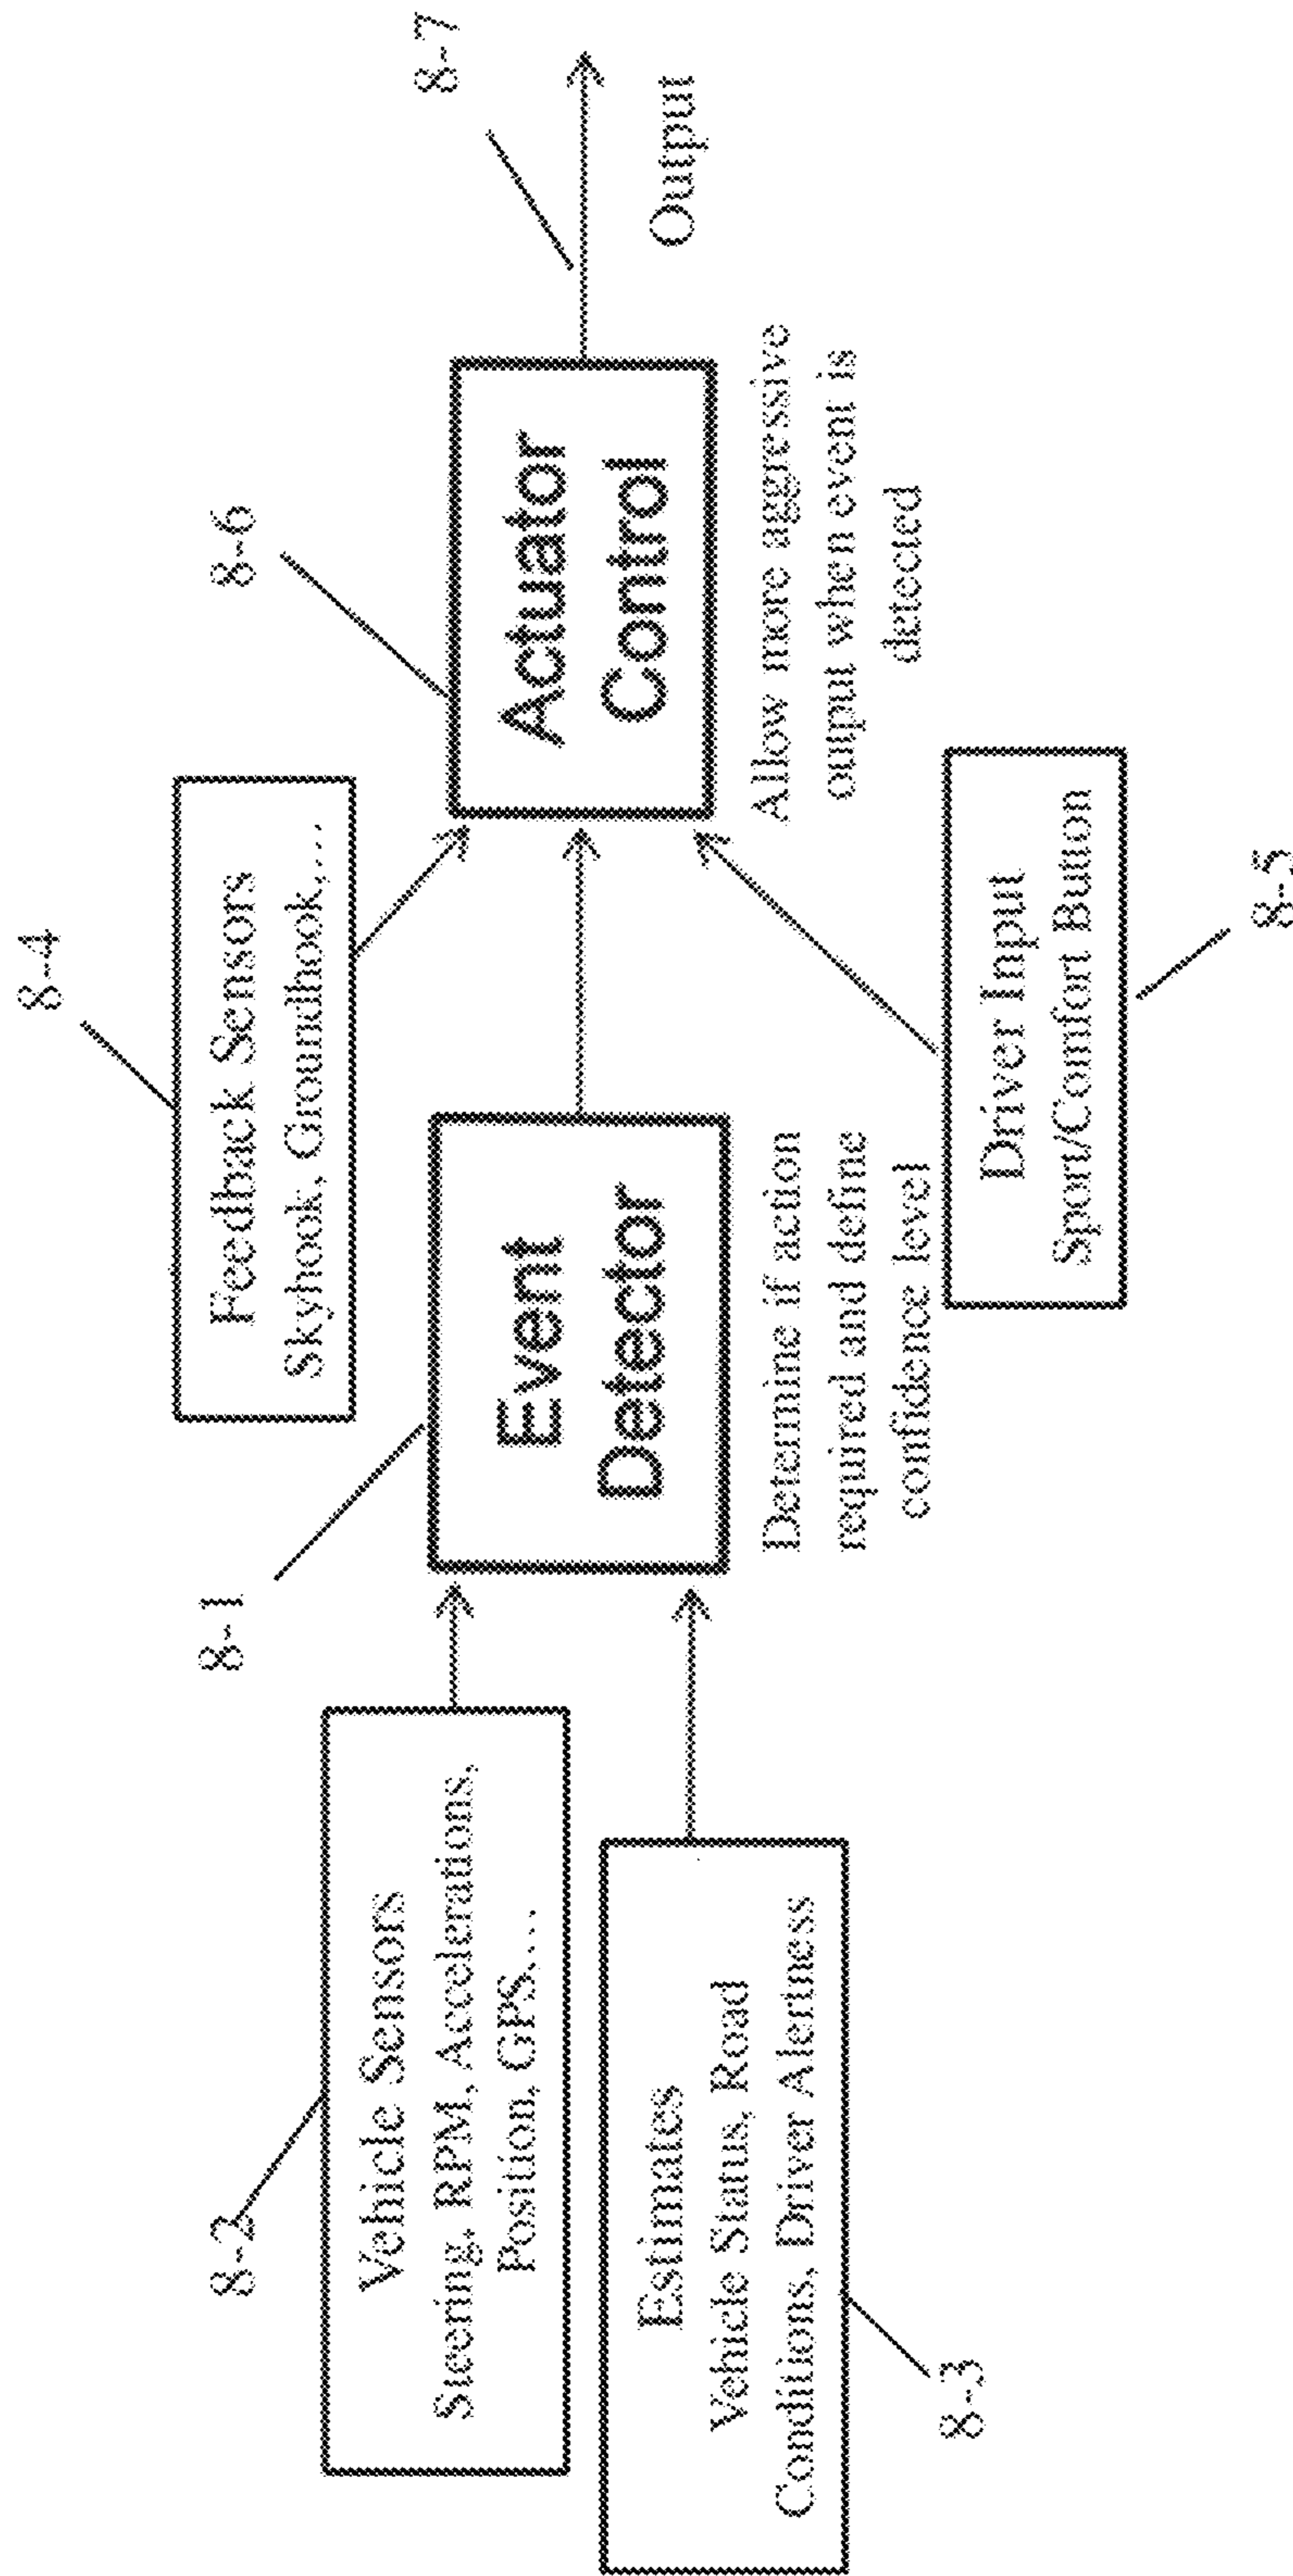 8-2
Vehicle Sensors
Steering, RPM, Accelerations,
Position, GPS,...
Estimates
Vehicle Status, Road
Conditions, Driver Alertness
8-3
8-1
Event
Detector
Determine if action
required and define
confidence level
8-4
Feedback Sensors
Skyhook, Groundhook,...
Driver Input
Sport/Comfort Button
8-5
8-6
Actuator
Control
Allow more aggressive
output when event is
detected
8-7
Output